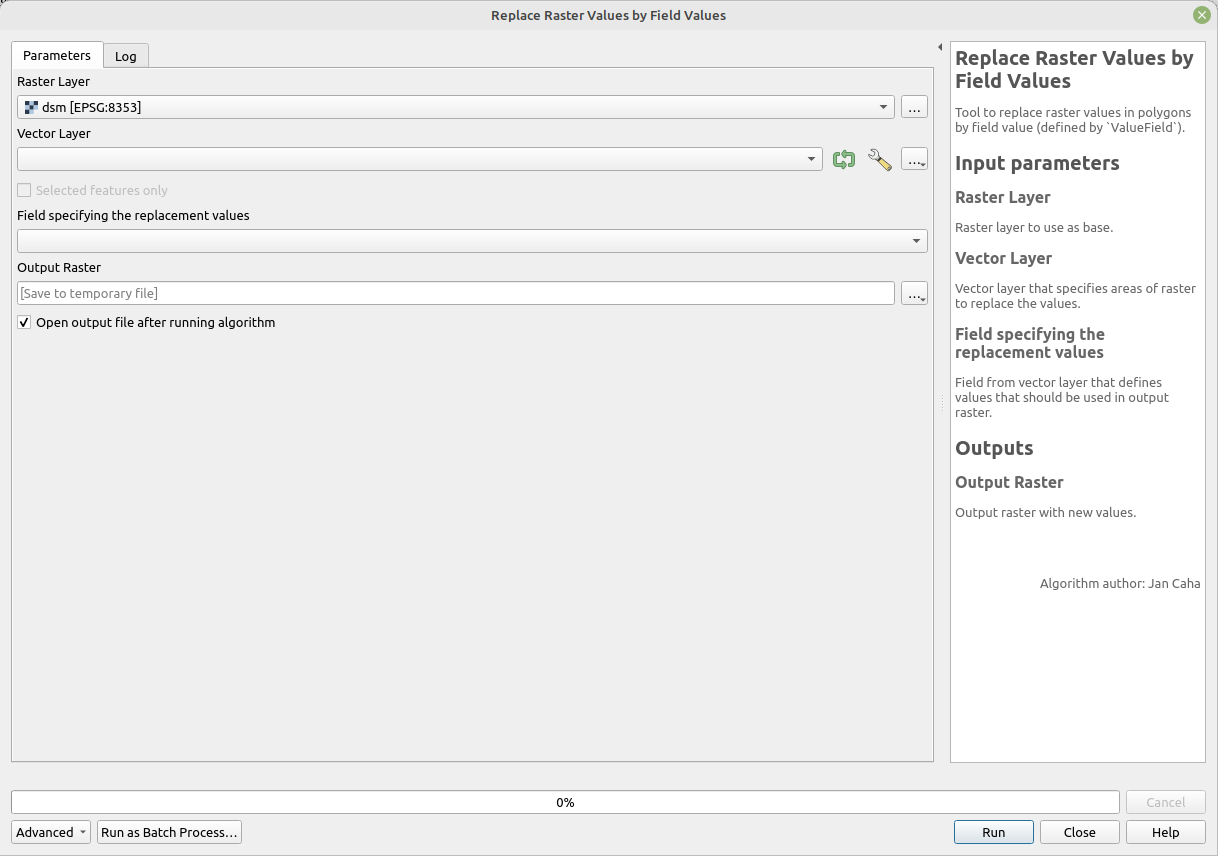 Replace Raster Values by Field Values
Parameters
Log
Raster Layer
dsm [EPSG:8353]
…
Vector Layer
…
Selected features only
Field specifying the replacement values
Output Raster
[Save to temporary file]
…
Open output file after running algorithm
Replace Raster Values by
Field Values
Tool to replace raster values in polygons
by field value (defined by `ValueField`).
Input parameters
Raster Layer
Raster layer to use as base.
Vector Layer
Vector layer that specifies areas of raster
to replace the values.
Field specifying the
replacement values
Field from vector layer that defines
values that should be used in output
raster.
Outputs
Output Raster
Output raster with new values.
Algorithm author: Jan Caha
0%
Cancel
Advanced
Run as Batch Process…
Run
Close
Help